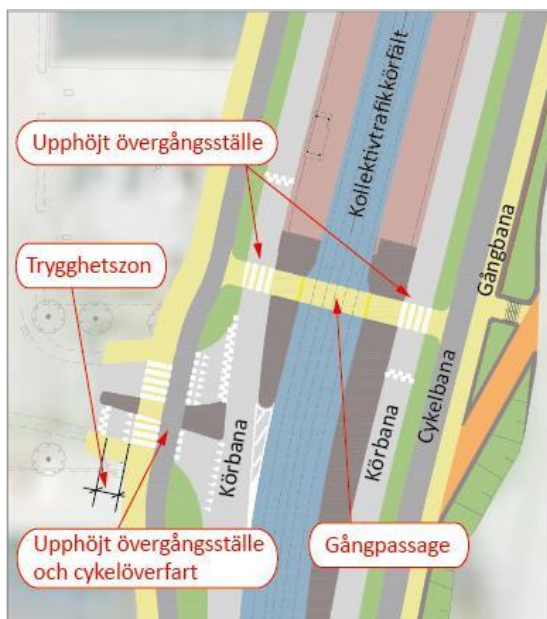 Upphöjt övergångsställe
Kollektivtrafikkörfält
Trygghetszon
Gångbana
Cykelbana
Körbana
Körbana
Upphöjt övergångsställe
och cykelöverfart
Gångpassage